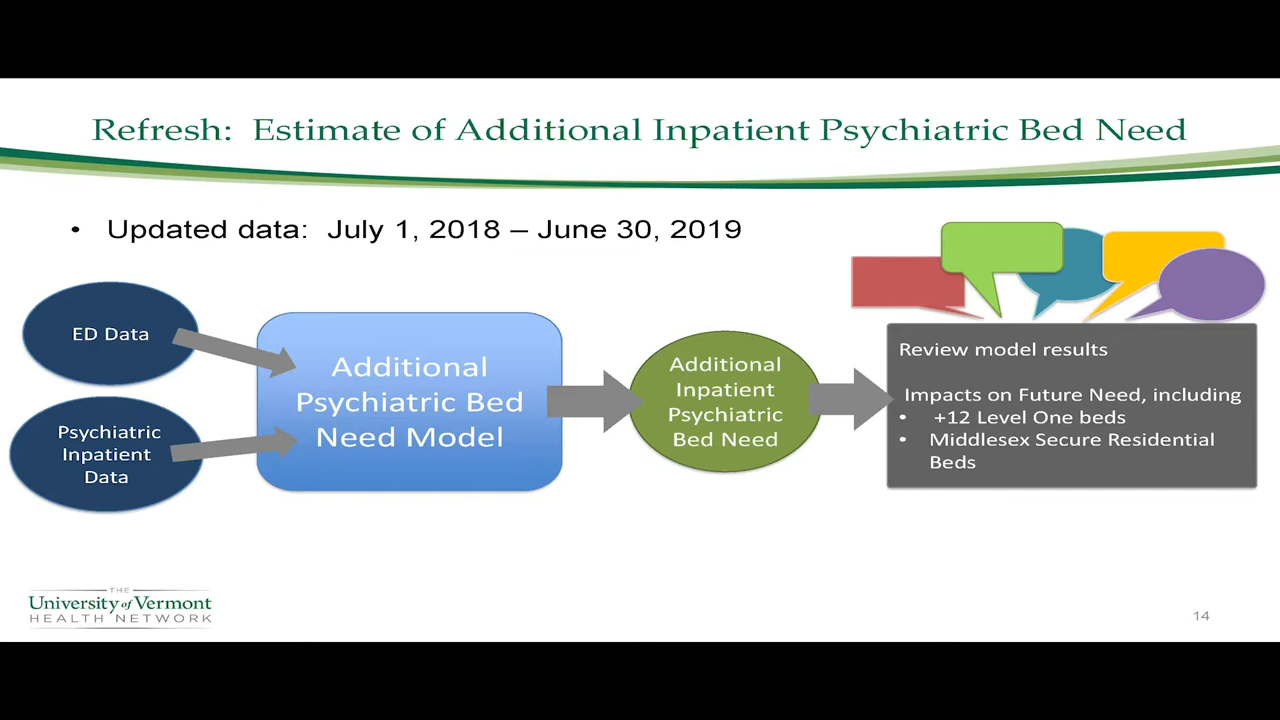 Refresh:  Estimate of Additional Inpatient Psychiatric Bed Need
• Updated data:  July 1, 2018 – June 30, 2019
ED Data
Psychiatric
Inpatient
Data
Additional
Psychiatric Bed
Need Model
Additional
Inpatient
Psychiatric
Bed Need
Review model results
Impacts on Future Need, including
• +12 Level One beds
• Middlesex Secure Residential
Beds
THE
University of Vermont
HEALTH NETWORK
14